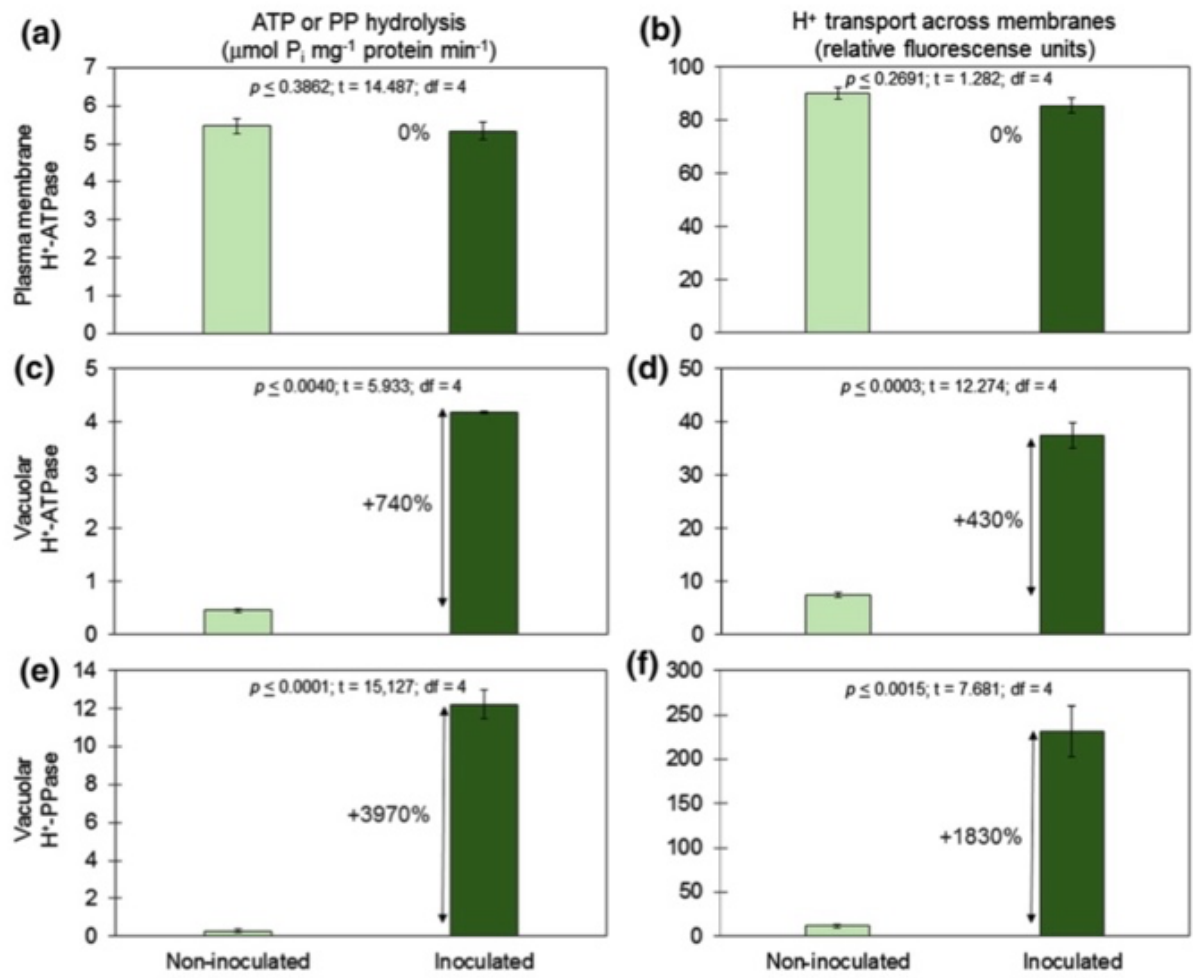 (a)
ATP or PP hydrolysis
(μmol Pi mg-1 protein min-1)
7
6
5
4
3
2
1
0
p ≤ 0.3862; t = 14.487; df = 4
0%
Plasma membrane
H+-ATPase
(b)
H+ transport across membranes
(relative fluorescense units)
100
80
60
40
20
0
p ≤ 0.2691; t = 1.282; df = 4
0%
(c)
5
4
3
2
1
0
p ≤ 0.0040; t = 5.933; df = 4
+740%
Vacuolar
H+-ATPase
(d)
50
40
30
20
10
0
p ≤ 0.0003; t = 12.274; df = 4
+430%
(e)
14
12
10
8
6
4
2
0
p ≤ 0.0001; t = 15,127; df = 4
+3970%
Vacuolar
H+-PPase
Non-inoculated
Inoculated
(f)
300
250
200
150
100
50
0
p ≤ 0.0015; t = 7.681; df = 4
+1830%
Non-inoculated
Inoculated